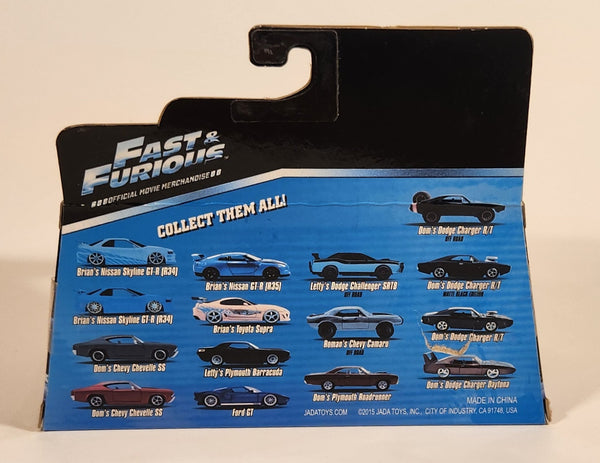 FAST &
FURIOUS™
OFFICIAL MOVIE MERCHANDISE
COLLECT THEM ALL!
Dom's Dodge Charger R/T
OFF ROAD
Brian's Nissan Skyline GT-R (R34)
Brian's Nissan GT-R (R35)
Letty's Dodge Challenger SRT8
OFF ROAD
Dom's Dodge Charger R/T
MATTE BLACK EDITION
Brian's Nissan Skyline GT-R (R34)
Brian's Toyota Supra
Roman's Chevy Camaro
OFF ROAD
Dom's Dodge Charger R/T
Dom's Chevy Chevelle SS
Letty's Plymouth Barracuda
Dom's Plymouth Roadrunner
Dom's Dodge Charger Daytona
Dom's Chevy Chevelle SS
Ford GT
MADE IN CHINA
JADATOYS.COM ©2015 JADA TOYS, INC., CITY OF INDUSTRY, CA 91748, USA